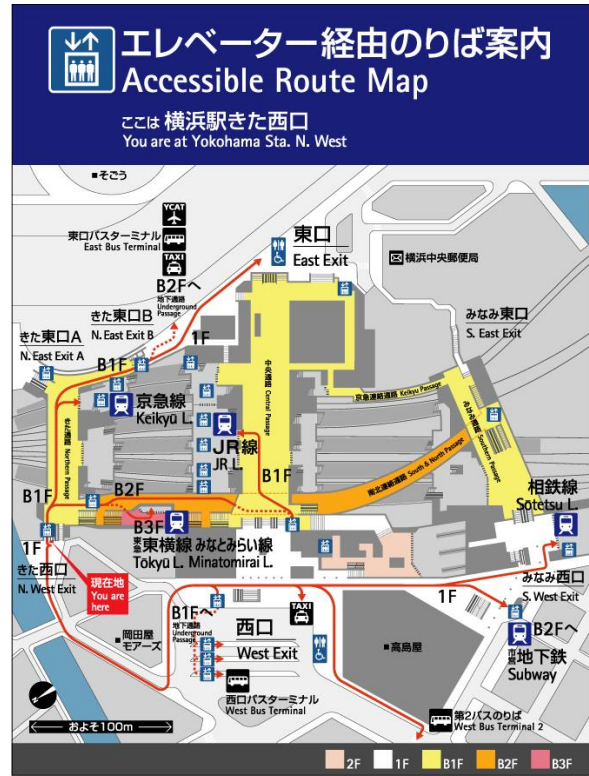 エレベーター経由のりば案内
Accessible Route Map
ここは 横浜駅きた西口
You are at Yokohama Sta. N. West
■そごう
YCAT
東口バスターミナル
East Bus Terminal
TAXI
B2Fへ
地下通路
Underground
Passage
東口
East Exit
横浜中央郵便局
きた東口B
N. East Exit B
きた東口A
N. East Exit A
みなみ東口
S. East Exit
1F
B1F
中央通路 Central Passage
京急連絡通路 Keikyū Passage
みなみ通路 Southern Passage
きた通路 Northern Passage
京急線
Keikyū L.
JR線
JR L.
B1F
南北連絡通路 South & North Passage
B1F
B2F
B3F
東急東横線 みなとみらい線
Tōkyū L. Minatomirai L.
相鉄線
Sōtetsu L.
1F
きた西口
N. West Exit
現在地
You are
here
みなみ西口
S. West Exit
1F
B1Fへ
地下通路
Underground
Passage
TAXI
■岡田屋
モアーズ
西口
West Exit
■高島屋
B2Fへ
市営地下鉄
Subway
西口バスターミナル
West Bus Terminal
第2バスのりば
West Bus Terminal 2
およそ100m
2F 1F B1F B2F B3F